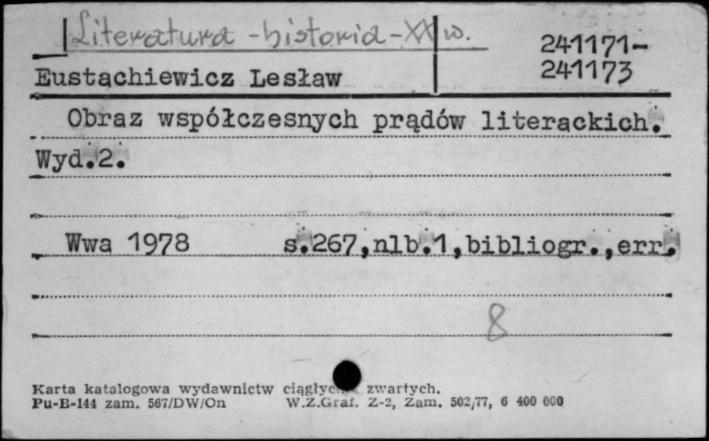 Literatura - historia - XX w.
241171-
241173
Eustachiewicz Lesław
Obraz współczesnych prądów literackich.
Wyd.2.
Wwa 1978 s.267,nlb.1,bibliogr.,err.
8
Karta katalogowa wydawnictw zwartych.
Pu-B-144 zam. 567/DW/On W.Z.Graf. Z-2, Zam. 502/77, 6 400 000